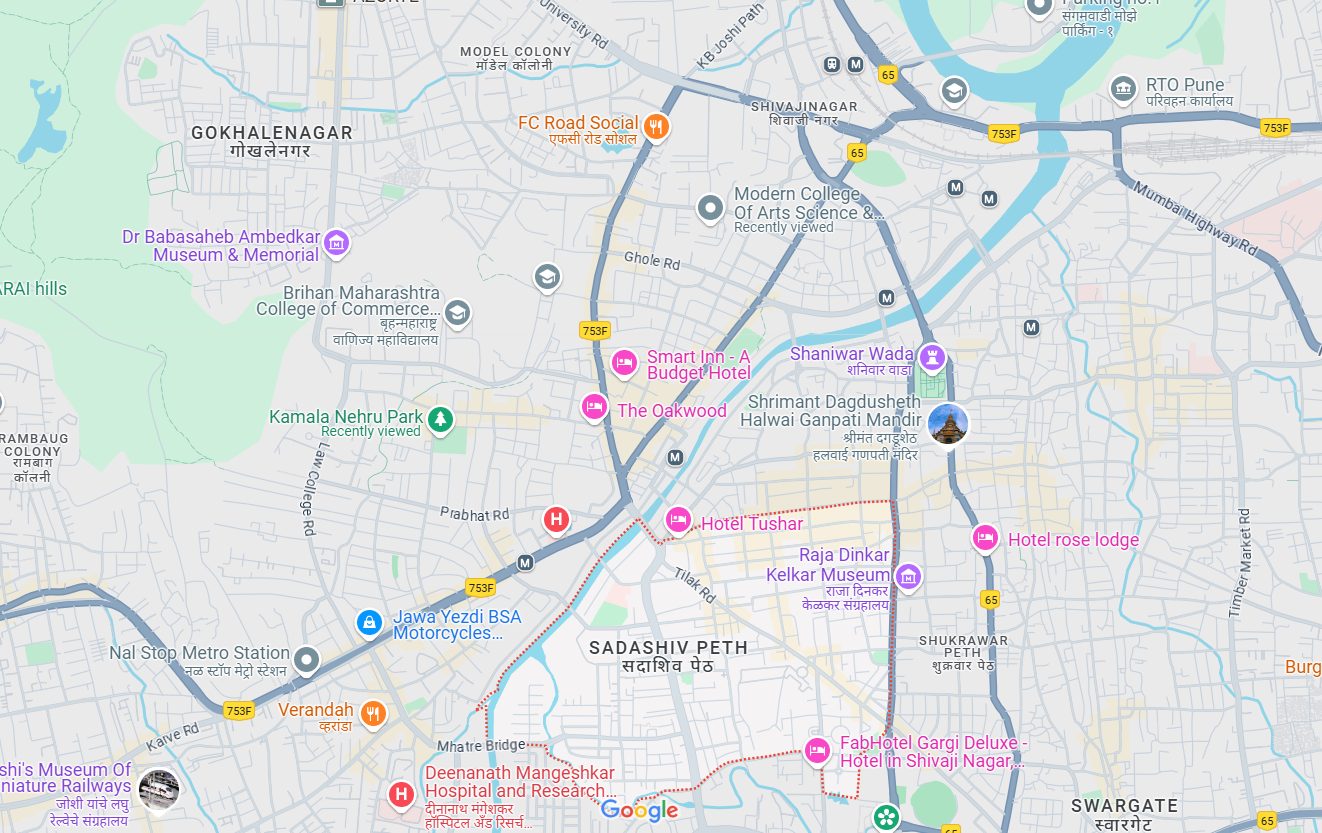 University Rd
KB Joshi Path
Parking no.1
संगमवाडी मोझे
पार्किंग - १
MODEL COLONY
मॉडेल कॉलोनी
65
RTO Pune
परिवहन कार्यालय
M
SHIVAJINAGAR
शिवाजी नगर
FC Road Social
एफसी रोड सोशल
753F
753F
GOKHALENAGAR
गोखलेनगर
65
M
M
Modern College
Of Arts Science &...
Recently viewed
Mumbai Highway Rd
Dr Babasaheb Ambedkar
Museum & Memorial
Ghole Rd
ARAI hills
Brihan Maharashtra
College of Commerce...
बृहन्महाराष्ट्र
वाणिज्य महाविद्यालय
M
M
753F
Smart Inn - A
Budget Hotel
Shaniwar Wada
शनिवार वाडा
Kamala Nehru Park
Recently viewed
The Oakwood
Shrimant Dagdusheth
Halwai Ganpati Mandir
श्रीमंत दगडूशेठ
हलवाई गणपती मंदिर
RAMBAUG
COLONY
रामबाग
कॉलनी
Law College Rd
M
Prabhat Rd
H
Hotel Tushar
Hotel rose lodge
Timber Market Rd
M
753F
Tilak Rd
Raja Dinkar
Kelkar Museum
राजा दिनकर
केळकर संग्रहालय
65
Jawa Yezdi BSA
Motorcycles...
SADASHIV PETH
सदाशिव पेठ
SHUKRAWAR
PETH
शुक्रवार पेठ
Nal Stop Metro Station
नळ स्टॉप मेट्रो स्टेशन
Burg
753F
Verandah
व्हरांडा
Karve Rd
Mhatre Bridge
FabHotel Gargi Deluxe -
Hotel in Shivaji Nagar,...
shi's Museum Of
niature Railways
जोशी यांचे लघु
रेल्वेचे संग्रहालय
H
Deenanath Mangeshkar
Hospital and Research...
दीनानाथ मंगेशकर
हॉस्पिटल अँड रिसर्च...
Google
SWARGATE
स्वारगेट
65
65